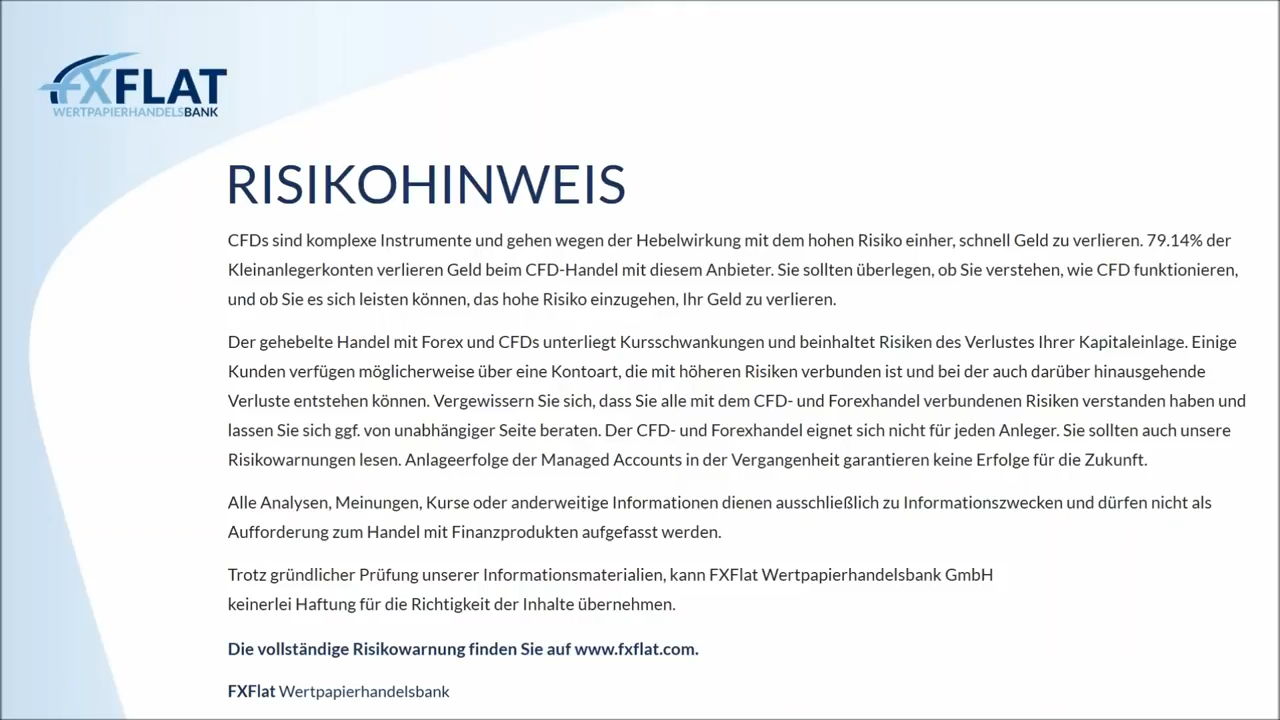 FXFLAT
WERTPAPIERHANDELSBANK
RISIKOHINWEIS
CFDs sind komplexe Instrumente und gehen wegen der Hebelwirkung mit dem hohen Risiko einher, schnell Geld zu verlieren. 79.14% der
Kleinanlegerkonten verlieren Geld beim CFD-Handel mit diesem Anbieter. Sie sollten überlegen, ob Sie verstehen, wie CFD funktionieren,
und ob Sie es sich leisten können, das hohe Risiko einzugehen, Ihr Geld zu verlieren.
Der gehebelte Handel mit Forex und CFDs unterliegt Kursschwankungen und beinhaltet Risiken des Verlustes Ihrer Kapitaleinlage. Einige
Kunden verfügen möglicherweise über eine Kontoart, die mit höheren Risiken verbunden ist und bei der auch darüber hinausgehende
Verluste entstehen können. Vergewissern Sie sich, dass Sie alle mit dem CFD- und Forexhandel verbundenen Risiken verstanden haben und
lassen Sie sich ggf. von unabhängiger Seite beraten. Der CFD- und Forexhandel eignet sich nicht für jeden Anleger. Sie sollten auch unsere
Risikowarnungen lesen. Anlageerfolge der Managed Accounts in der Vergangenheit garantieren keine Erfolge für die Zukunft.
Alle Analysen, Meinungen, Kurse oder anderweitige Informationen dienen ausschließlich zu Informationszwecken und dürfen nicht als
Aufforderung zum Handel mit Finanzprodukten aufgefasst werden.
Trotz gründlicher Prüfung unserer Informationsmaterialien, kann FXFlat Wertpapierhandelsbank GmbH
keinerlei Haftung für die Richtigkeit der Inhalte übernehmen.
Die vollständige Risikowarnung finden Sie auf www.fxflat.com.
FXFlat Wertpapierhandelsbank